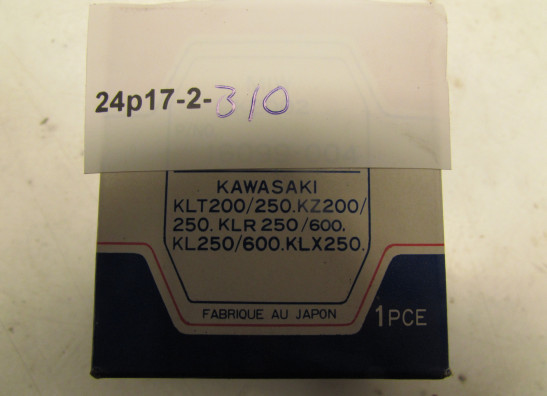 24p17-2-310
KAWASAKI
KLT200/250.KZ200/
250. KLR 250/600.
KL250/600.KLX250.
FABRIQUE AU JAPON
1PCE